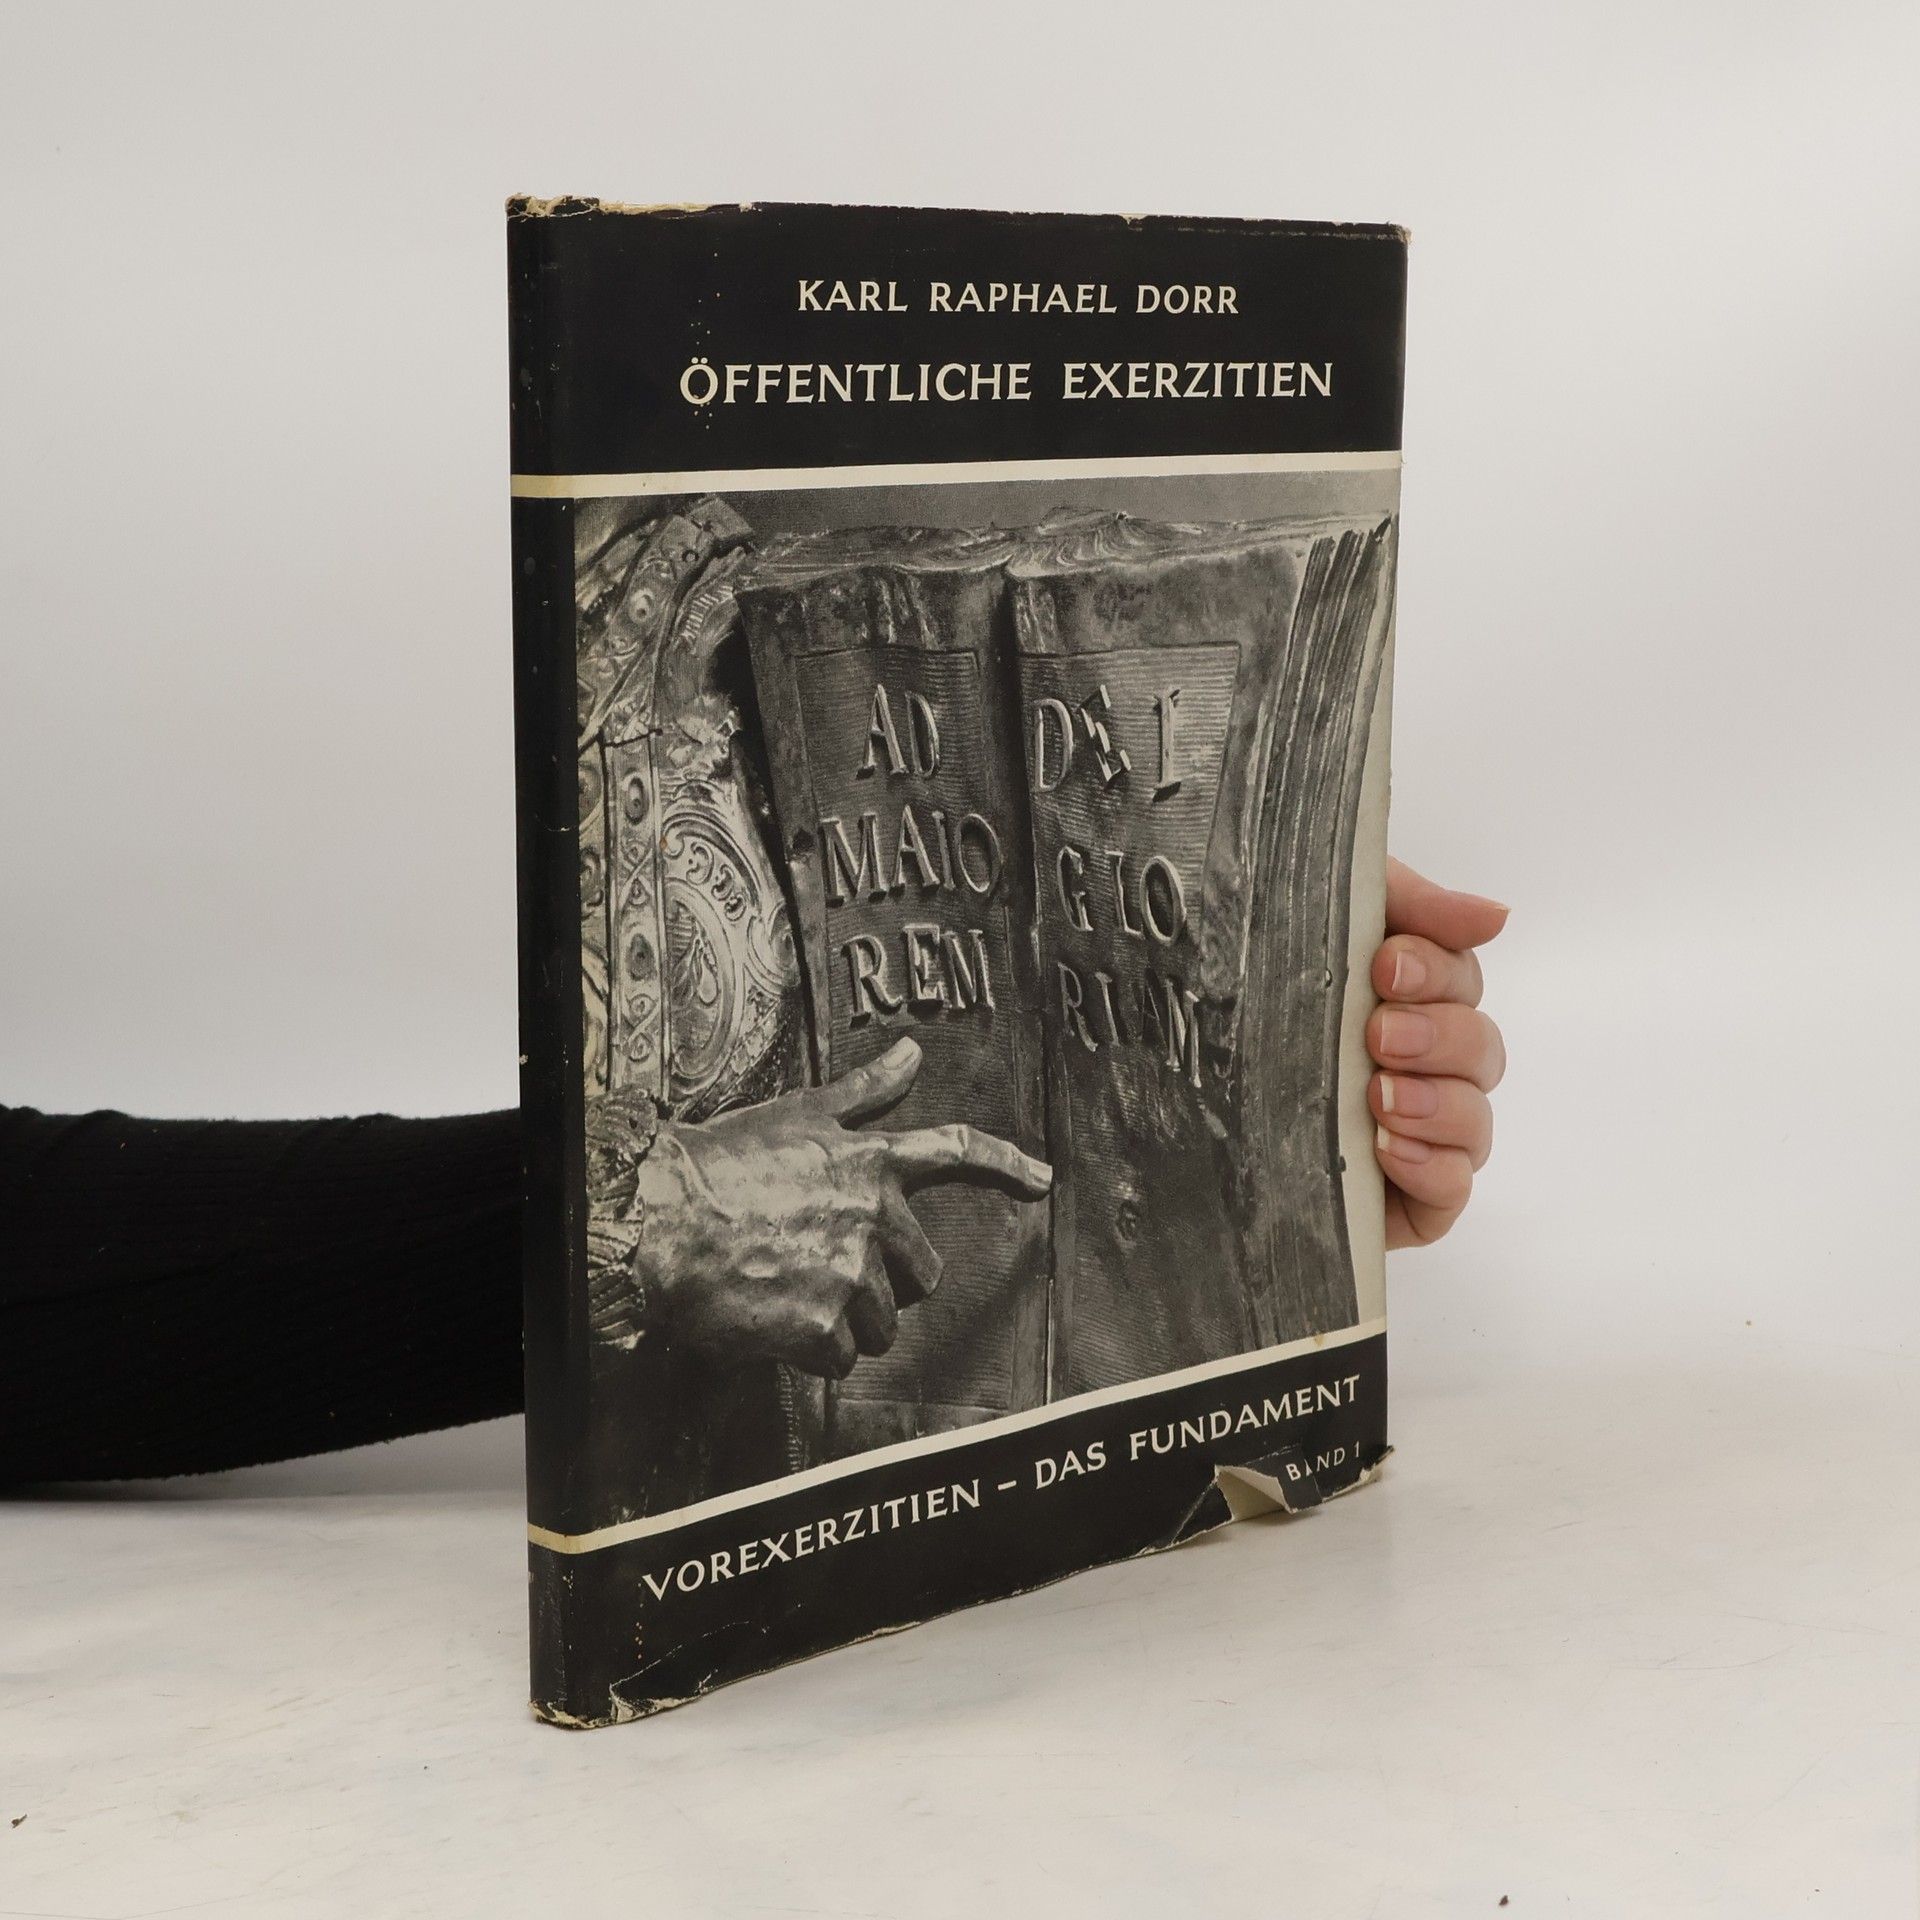 KARL RAPHAEL DORR
ÖFFENTLICHE EXERZITIEN
AD
MAIO
REM
DEI
GLO
RIAM
VOREXERZITIEN – DAS FUNDAMENT
BAND 1